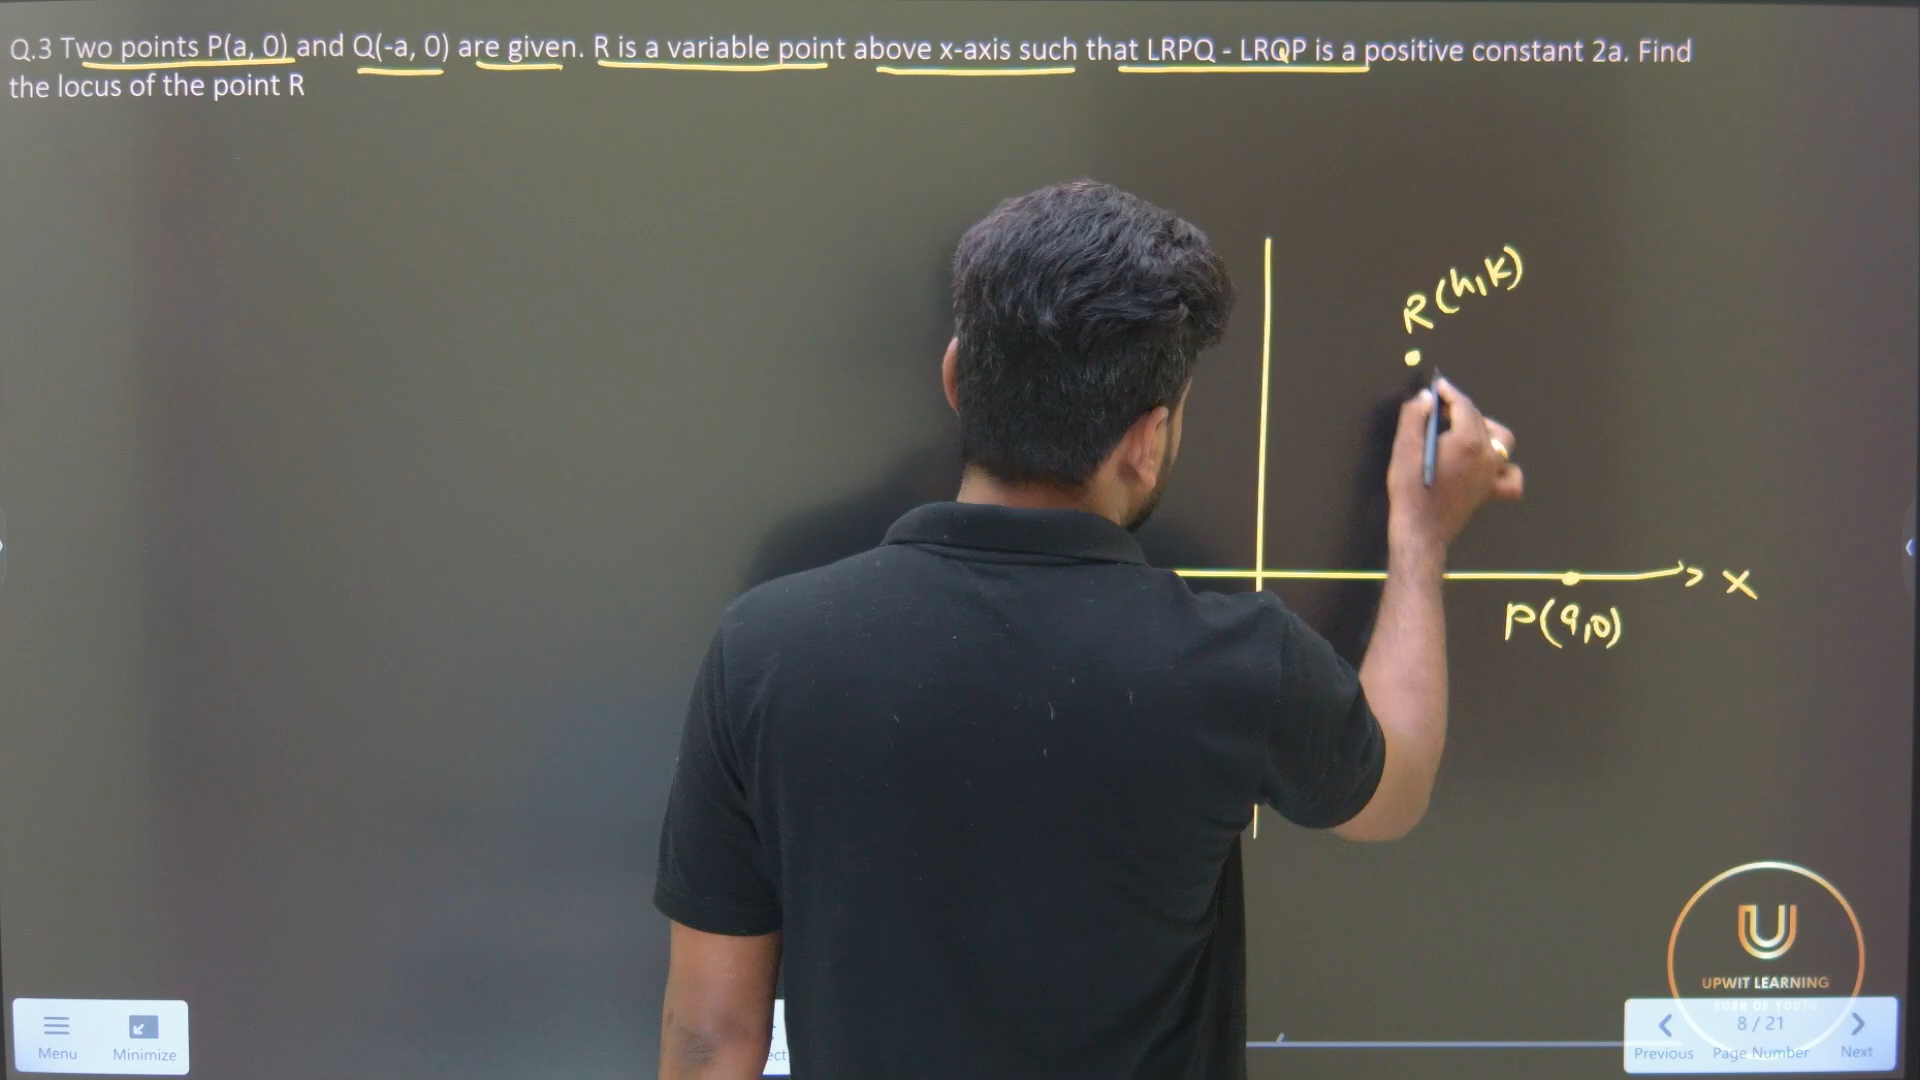 Q.3 Two points P(a, 0) and Q(-a, 0) are given. R is a variable point above x-axis such that LRPQ - LRQP is a positive constant 2a. Find
the locus of the point R
R(h,k)
X
P(a,0)
U
UPWIT LEARNING
Menu
Minimize
ect
8 / 21
Previous
Page Number
Next